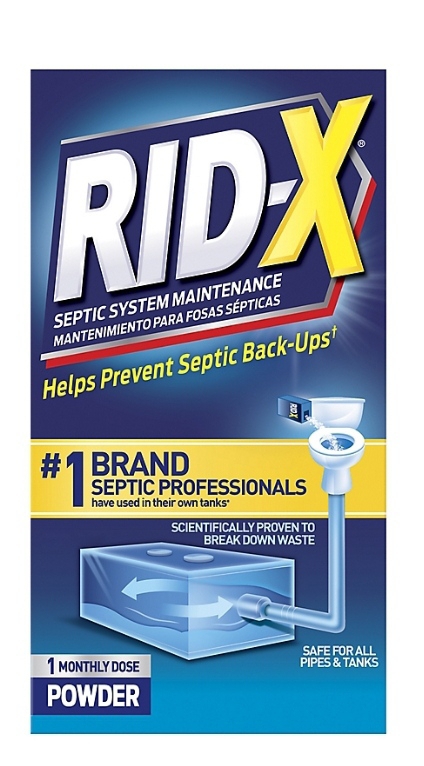 RID-X®
SEPTIC SYSTEM MAINTENANCE
MANTENIMIENTO PARA FOSAS SÉPTICAS
Helps Prevent Septic Back-Ups†
RID-X
#1 BRAND
SEPTIC PROFESSIONALS
have used in their own tanks*
SCIENTIFICALLY PROVEN TO
BREAK DOWN WASTE
SAFE FOR ALL
PIPES & TANKS
1 MONTHLY DOSE
POWDER